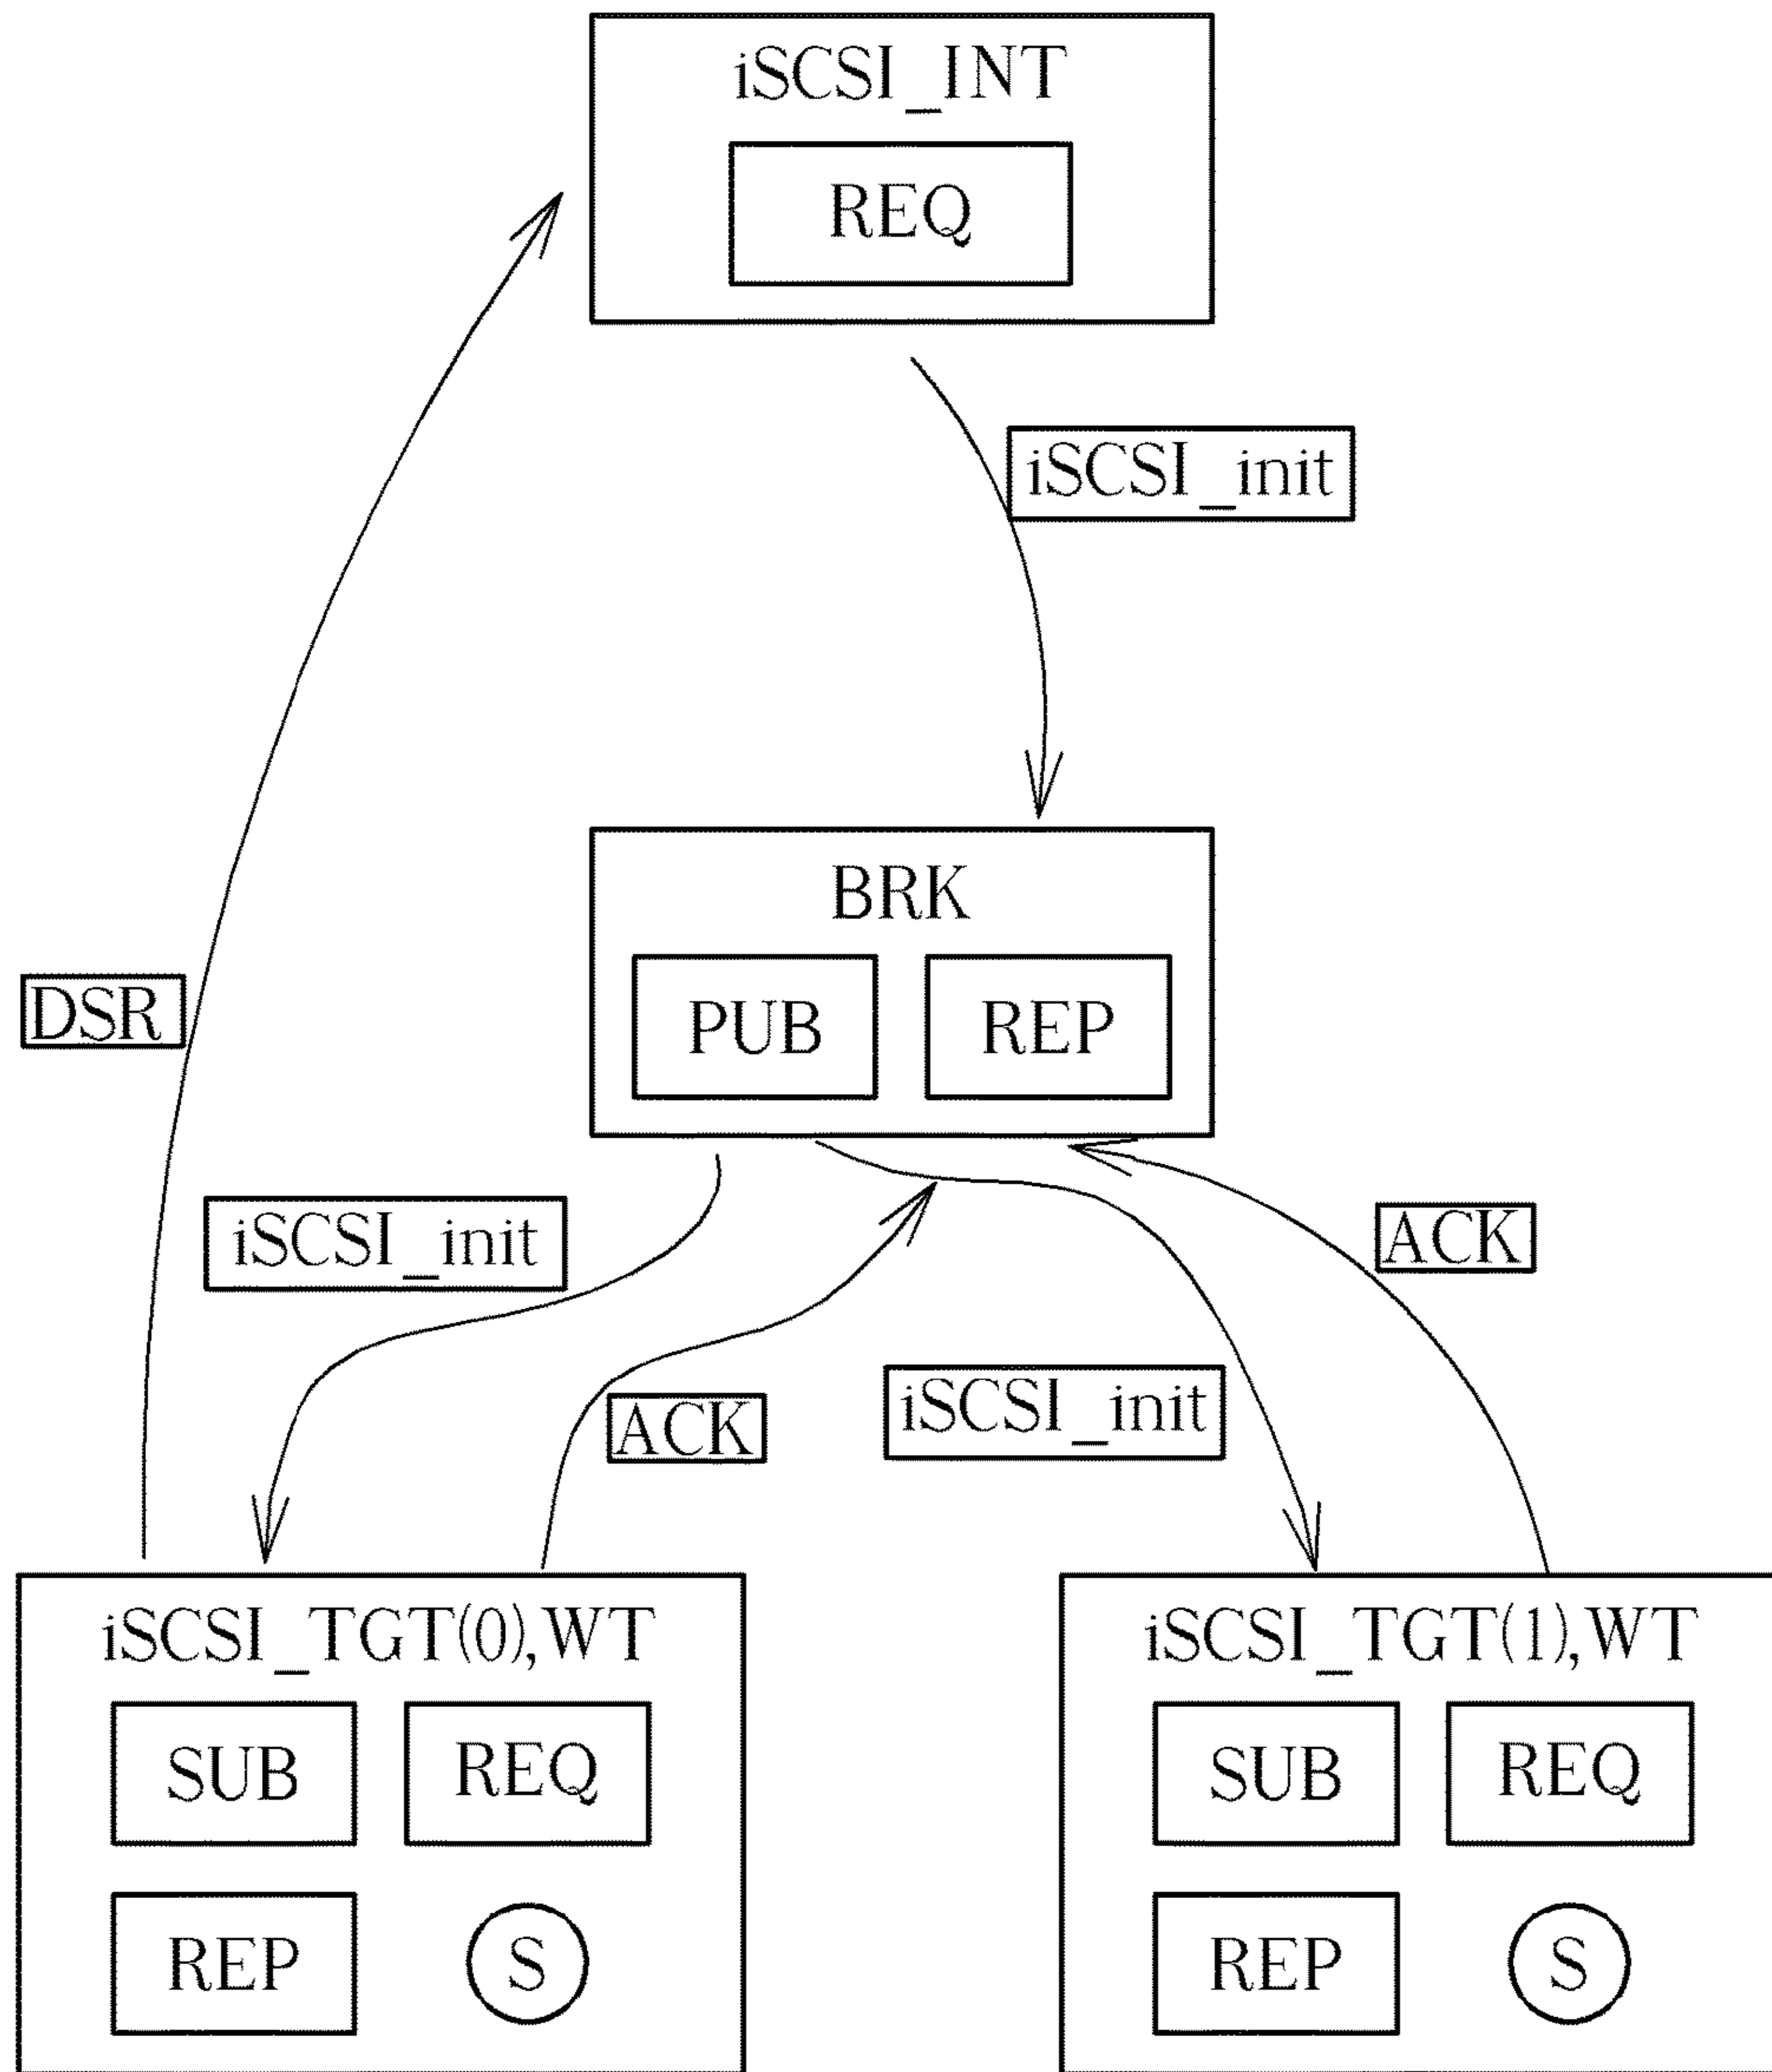 iSCSI_INT
REQ
iSCSI_init
BRK
PUB REP
DSR
iSCSI_init
ACK
ACK
iSCSI_init
iSCSI_TGT(0),WT
SUB REQ
REP S
iSCSI_TGT(1),WT
SUB REQ
REP S